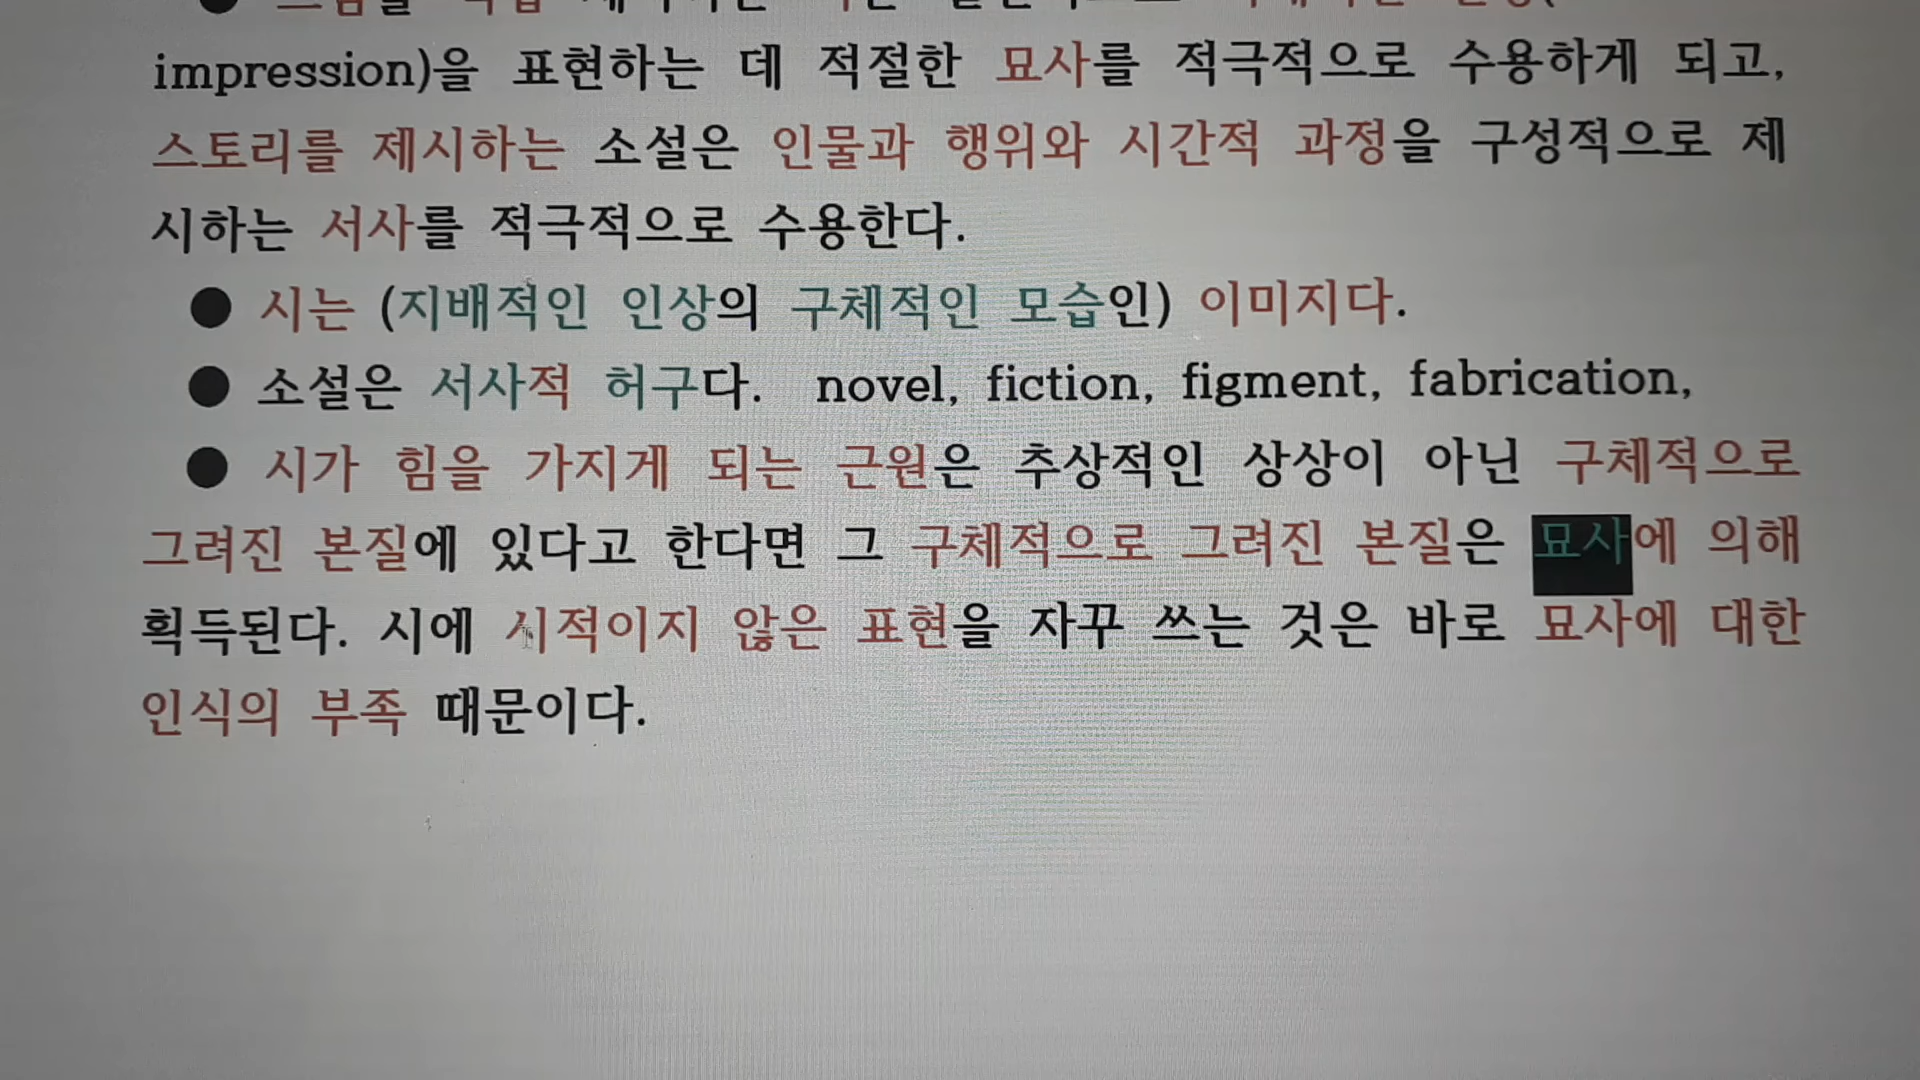 impression)을 표현하는 데 적절한 묘사를 적극적으로 수용하게 되고,
스토리를 제시하는 소설은 인물과 행위와 시간적 과정을 구성적으로 제
시하는 서사를 적극적으로 수용한다.
● 시는 (지배적인 인상의 구체적인 모습인) 이미지다.
● 소설은 서사적 허구다. novel, fiction, figment, fabrication,
● 시가 힘을 가지게 되는 근원은 추상적인 상상이 아닌 구체적으로
그려진 본질에 있다고 한다면 그 구체적으로 그려진 본질은 묘사에 의해
획득된다. 시에 시적이지 않은 표현을 자꾸 쓰는 것은 바로 묘사에 대한
인식의 부족 때문이다.